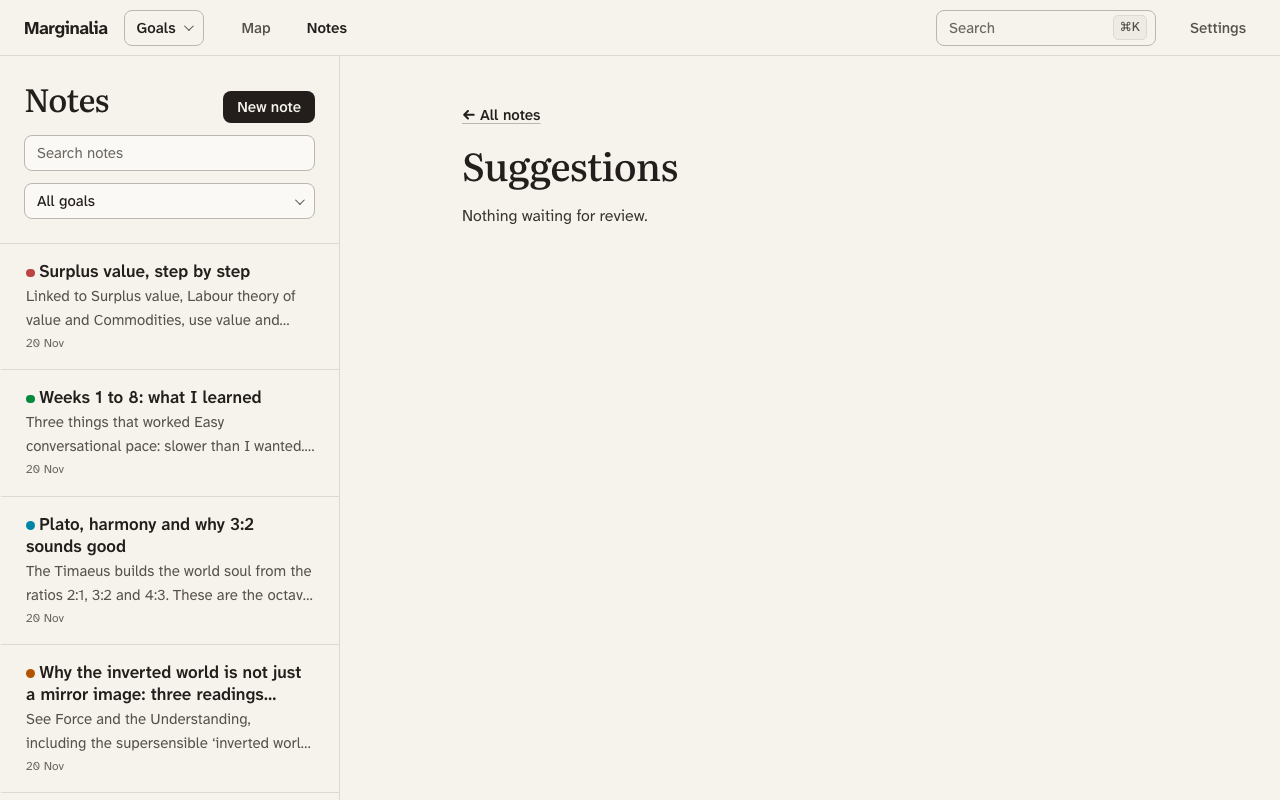 Marginalia
Goals
Map
Notes
Search
⌘K
Settings
Notes
New note
Search notes
All goals
Surplus value, step by step
Linked to Surplus value, Labour theory of
value and Commodities, use value and…
20 Nov
Weeks 1 to 8: what I learned
Three things that worked Easy
conversational pace: slower than I wanted.…
20 Nov
Plato, harmony and why 3:2
sounds good
The Timaeus builds the world soul from the
ratios 2:1, 3:2 and 4:3. These are the octav…
20 Nov
Why the inverted world is not just
a mirror image: three readings…
See Force and the Understanding,
including the supersensible ‘inverted worl…
20 Nov
← All notes
Suggestions
Nothing waiting for review.